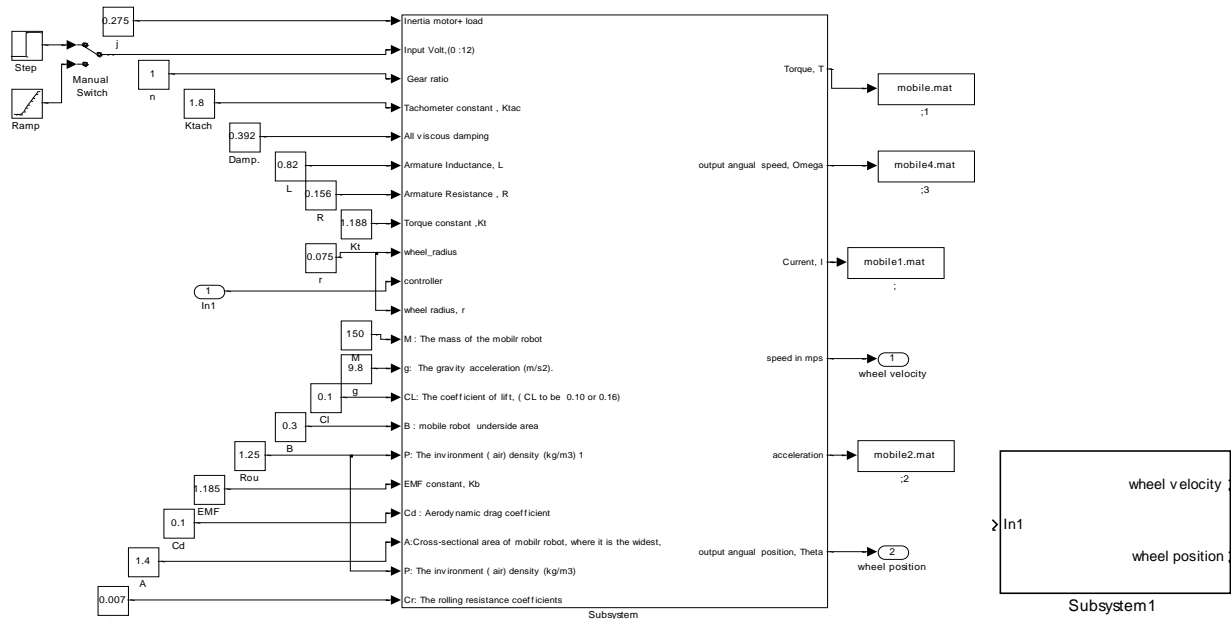 0.275
j
Step
Manual
Switch
Ramp
1
n
1.8
Ktach
0.392
Damp.
0.82
L
0.156
R
1.188
Kt
0.075
r
1
In1
150
M
9.8
g
0.1
Cl
0.3
B
1.25
Rou
1.185
EMF
0.1
Cd
1.4
A
0.007
Inertia motor+ load
Input Volt,(0 :12)
Gear ratio
Tachometer constant , Ktac
All viscous damping
Armature Inductance, L
Armature Resistance , R
Torque constant ,Kt
wheel_radius
controller
wheel radius, r
M : The mass of the mobilr robot
g: The gravity acceleration (m/s2).
CL: The coefficient of lift, ( CL to be 0.10 or 0.16)
B : mobile robot underside area
P: The invironment ( air) density (kg/m3) 1
EMF constant, Kb
Cd : Aerodynamic drag coefficient
A:Cross-sectional area of mobilr robot, where it is the widest,
P: The invironment ( air) density (kg/m3)
Cr: The rolling resistance coefficients
Subsystem
Torque, T
output angual speed, Omega
Current, I
speed in mps
acceleration
output angual position, Theta
mobile.mat
;1
mobile4.mat
;3
mobile1.mat
;
1
wheel velocity
mobile2.mat
;2
2
wheel position
In1
wheel velocity
wheel position
Subsystem1